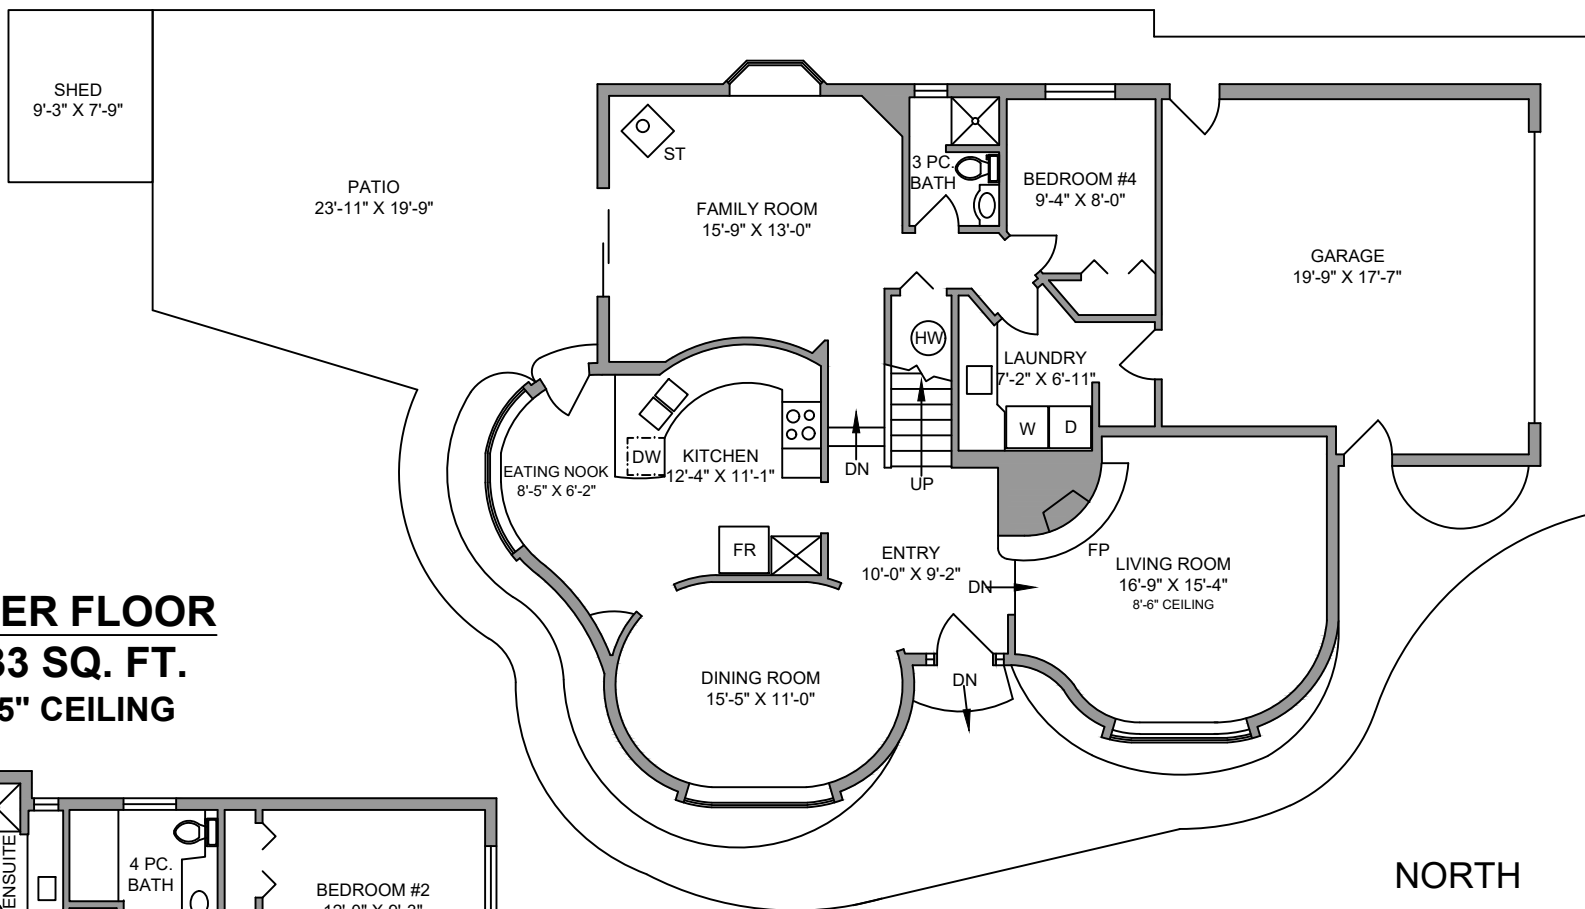 SHED
9'-3" X 7'-9"
PATIO
23'-11" X 19'-9"
ST
FAMILY ROOM
15'-9" X 13'-0"
3 PC.
BATH
BEDROOM #4
9'-4" X 8'-0"
GARAGE
19'-9" X 17'-7"
HW
LAUNDRY
7'-2" X 6'-11"
W
D
EATING NOOK
8'-5" X 6'-2"
DW
KITCHEN
12'-4" X 11'-1"
DN
UP
FR
ENTRY
10'-0" X 9'-2"
DN
FP
LIVING ROOM
16'-9" X 15'-4"
8'-6" CEILING
DINING ROOM
15'-5" X 11'-0"
DN
ER FLOOR
33 SQ. FT.
5" CEILING
ENSUITE
4 PC.
BATH
BEDROOM #2
12'-0" X 9'-3"
NORTH